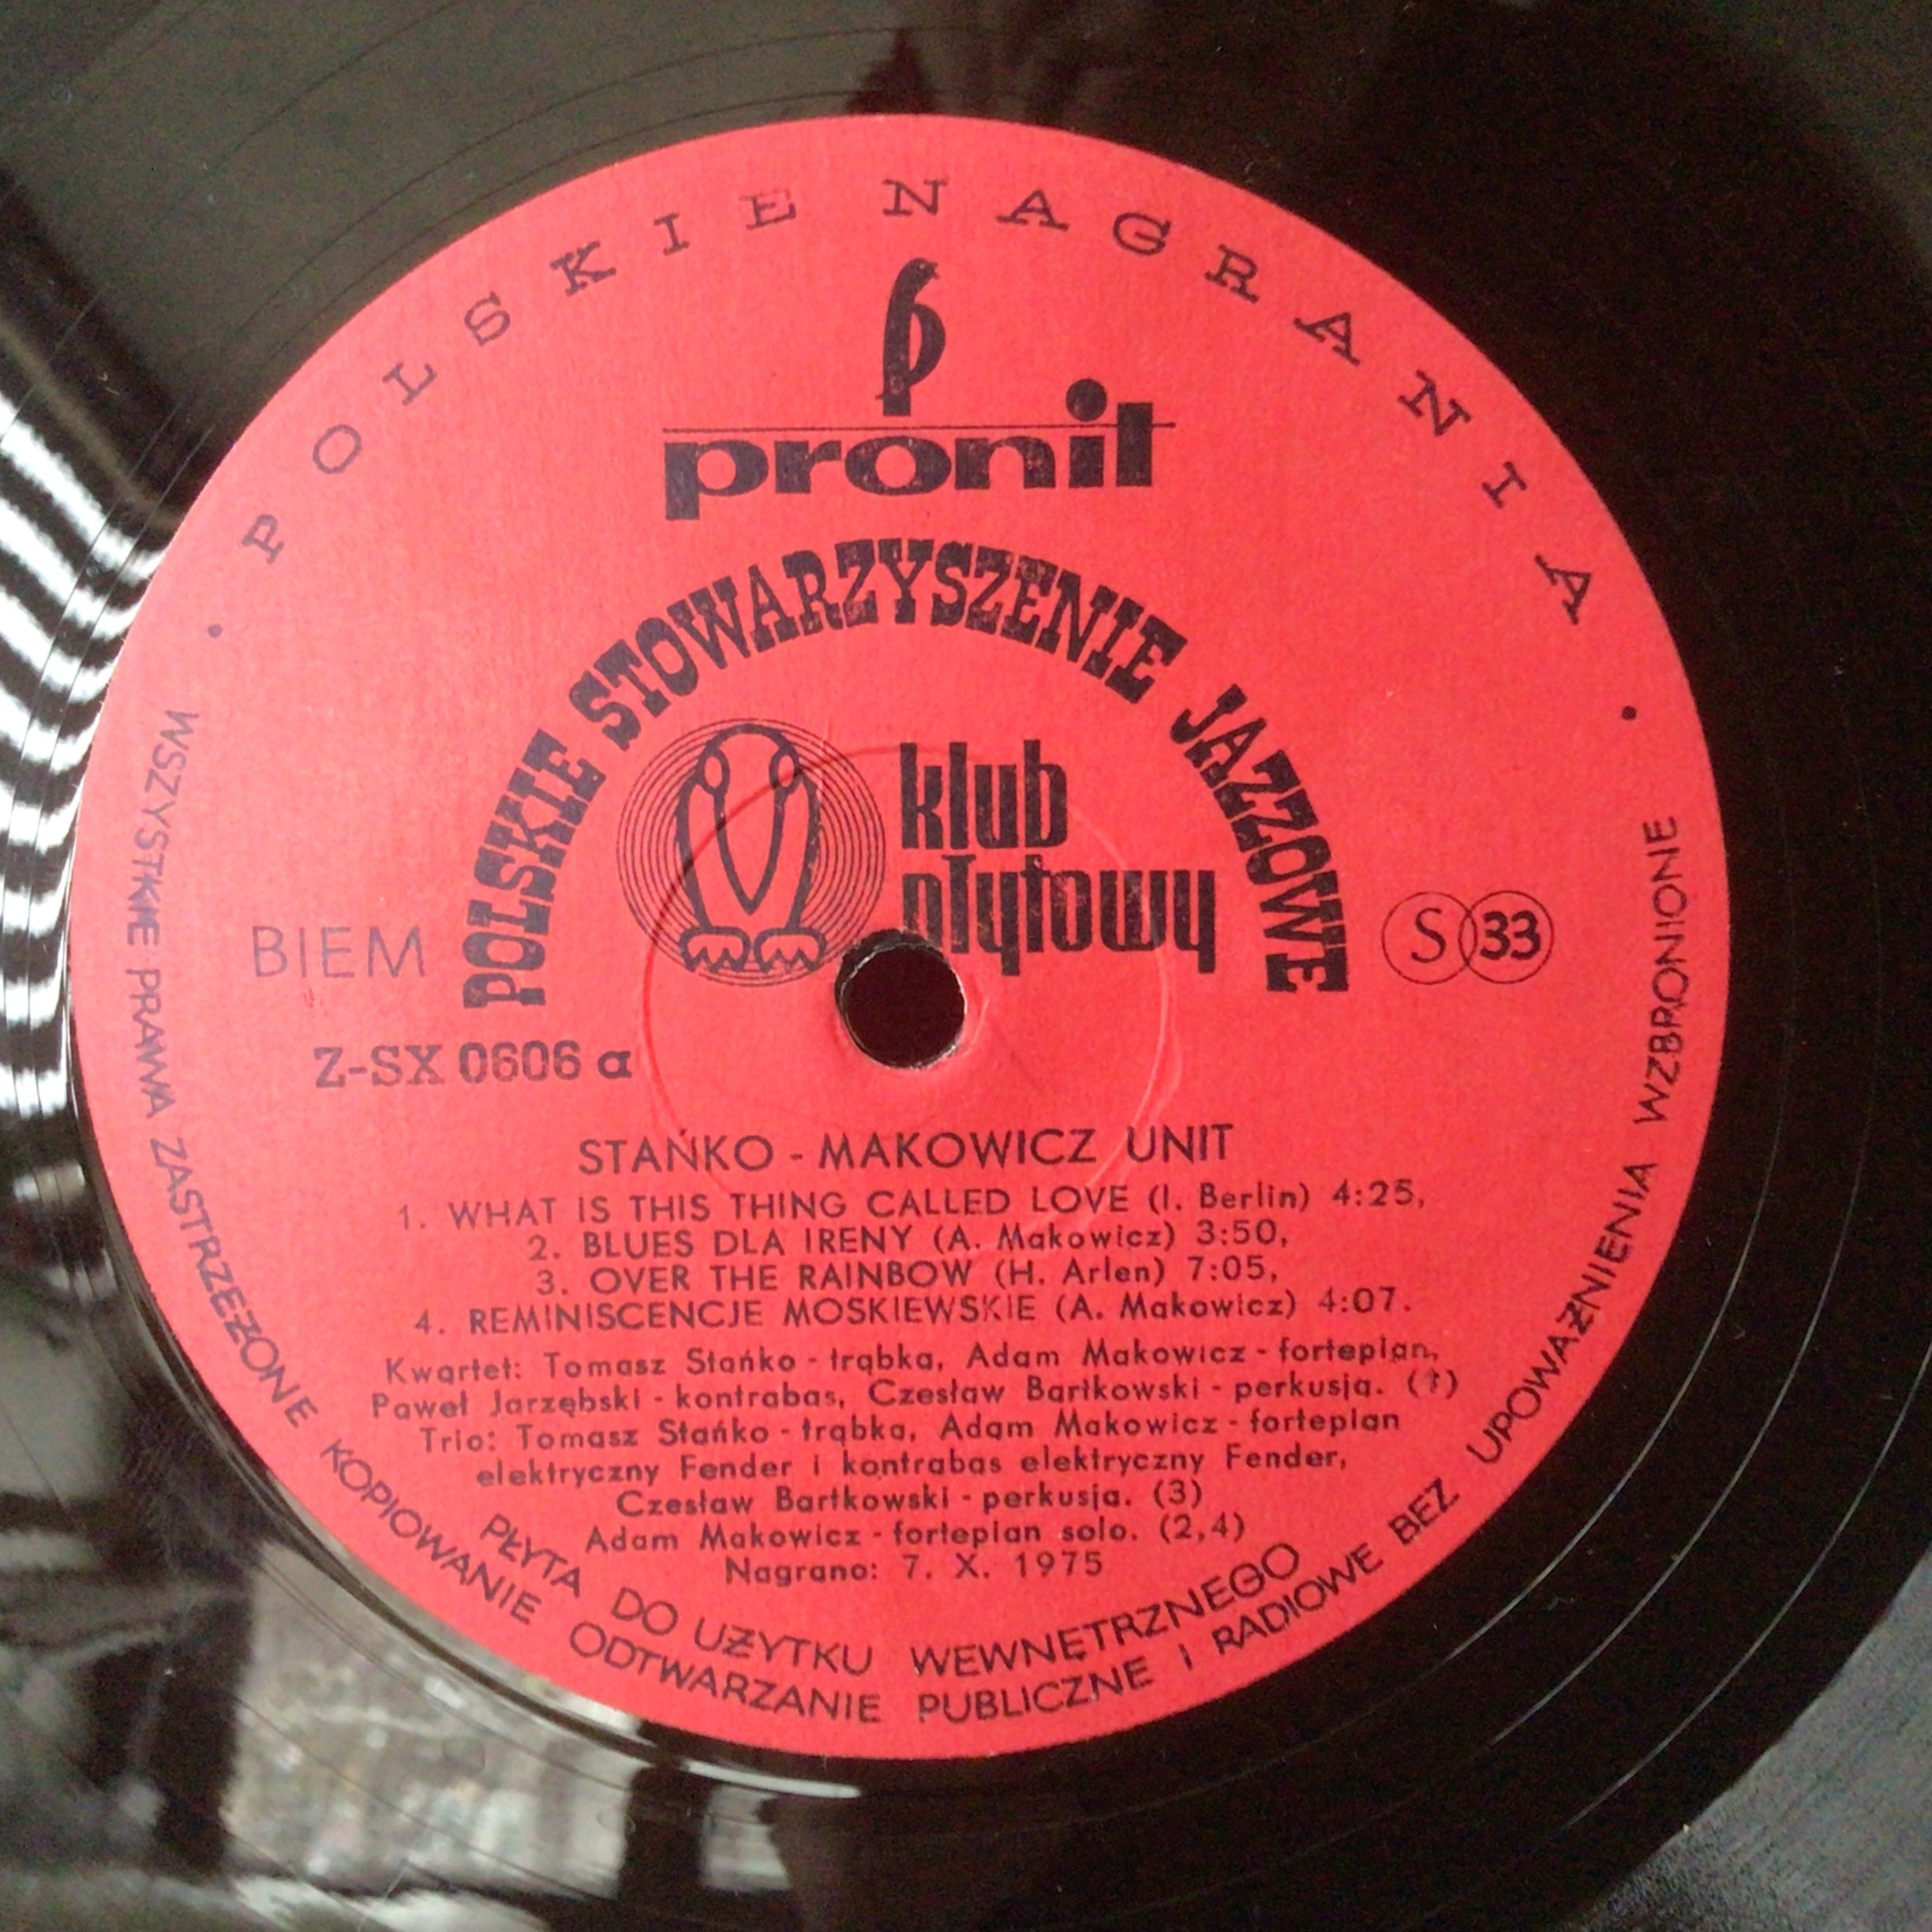 • POLSKIE NAGRANIA •
pronit
POLSKIE STOWARZYSZENIE JAZZOWE
klub
płytowy
BIEM
S 33
Z-SX 0606 a
STAŃKO - MAKOWICZ UNIT
1. WHAT IS THIS THING CALLED LOVE (I. Berlin) 4:25,
2. BLUES DLA IRENY (A. Makowicz) 3:50,
3. OVER THE RAINBOW (H. Arlen) 7:05,
4. REMINISCENCJE MOSKIEWSKIE (A. Makowicz) 4:07.
Kwartet: Tomasz Stańko - trąbka, Adam Makowicz - fortepian,
Paweł Jarzębski - kontrabas, Czesław Bartkowski - perkusja. (1)
Trio: Tomasz Stańko - trąbka, Adam Makowicz - fortepian
elektryczny Fender i kontrabas elektryczny Fender,
Czesław Bartkowski - perkusja. (3)
Adam Makowicz - fortepian solo. (2,4)
Nagrano: 7. X. 1975
PŁYTA DO UŻYTKU WEWNĘTRZNEGO
WSZYSTKIE PRAWA ZASTRZEŻONE KOPIOWANIE ODTWARZANIE PUBLICZNE I RADIOWE BEZ UPOWAŻNIENIA WZBRONIONE